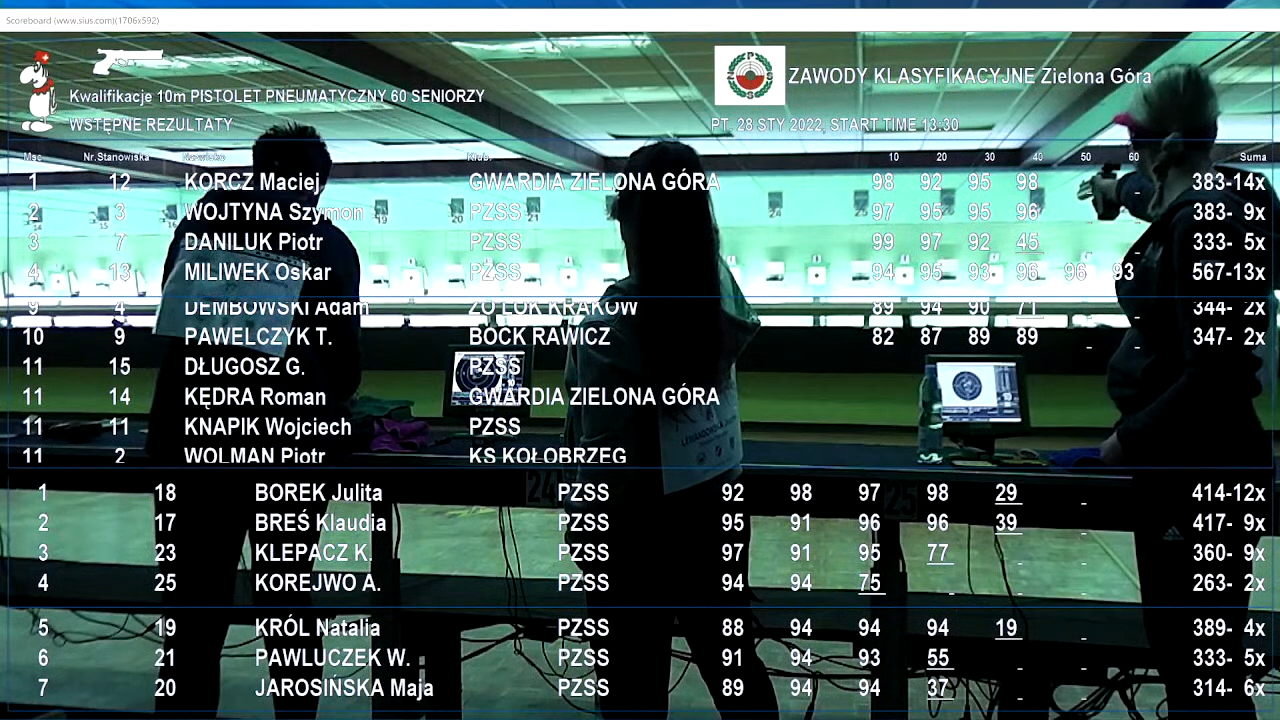 Scoreboard (www.sius.com)(1706x592)
Kwalifikacje 10m PISTOLET PNEUMATYCZNY 60 SENIORZY
ZAWODY KLASYFIKACYJNE Zielona Góra
WSTĘPNE REZULTATY
PT. 28 STY 2022, START TIME 13:30
Msc Nr.Stanowiska Nazwisko Klub. 10 20 30 40 50 60 Suma
1 12 KORCZ Maciej GWARDIA ZIELONA GÓRA 98 92 95 98 _ 383-14x
2 3 WOJTYNA Szymon PZSS 97 95 95 96 383- 9x
3 7 DANILUK Piotr PZSS 99 97 92 45 _ 333- 5x
4 13 MILIWEK Oskar PZSS 94 95 93 96 96 93 567-13x
9 4 DEMBOWSKI Adam ZO LOK KRAKÓW 89 94 90 71 _ 344- 2x
10 9 PAWELCZYK T. BOCK RAWICZ 82 87 89 89 _ _ 347- 2x
11 15 DŁUGOSZ G. PZSS
11 14 KĘDRA Roman GWARDIA ZIELONA GÓRA
11 11 KNAPIK Wojciech PZSS
11 2 WOLMAN Piotr KS KOŁOBRZEG
1 18 BOREK Julita PZSS 92 98 97 98 29 _ 414-12x
2 17 BREŚ Klaudia PZSS 95 91 96 96 39 _ 417- 9x
3 23 KLEPACZ K. PZSS 97 91 95 77 _ _ 360- 9x
4 25 KOREJWO A. PZSS 94 94 75 _ _ _ 263- 2x
5 19 KRÓL Natalia PZSS 88 94 94 94 19 _ 389- 4x
6 21 PAWLUCZEK W. PZSS 91 94 93 55 _ _ 333- 5x
7 20 JAROSIŃSKA Maja PZSS 89 94 94 37 _ _ 314- 6x